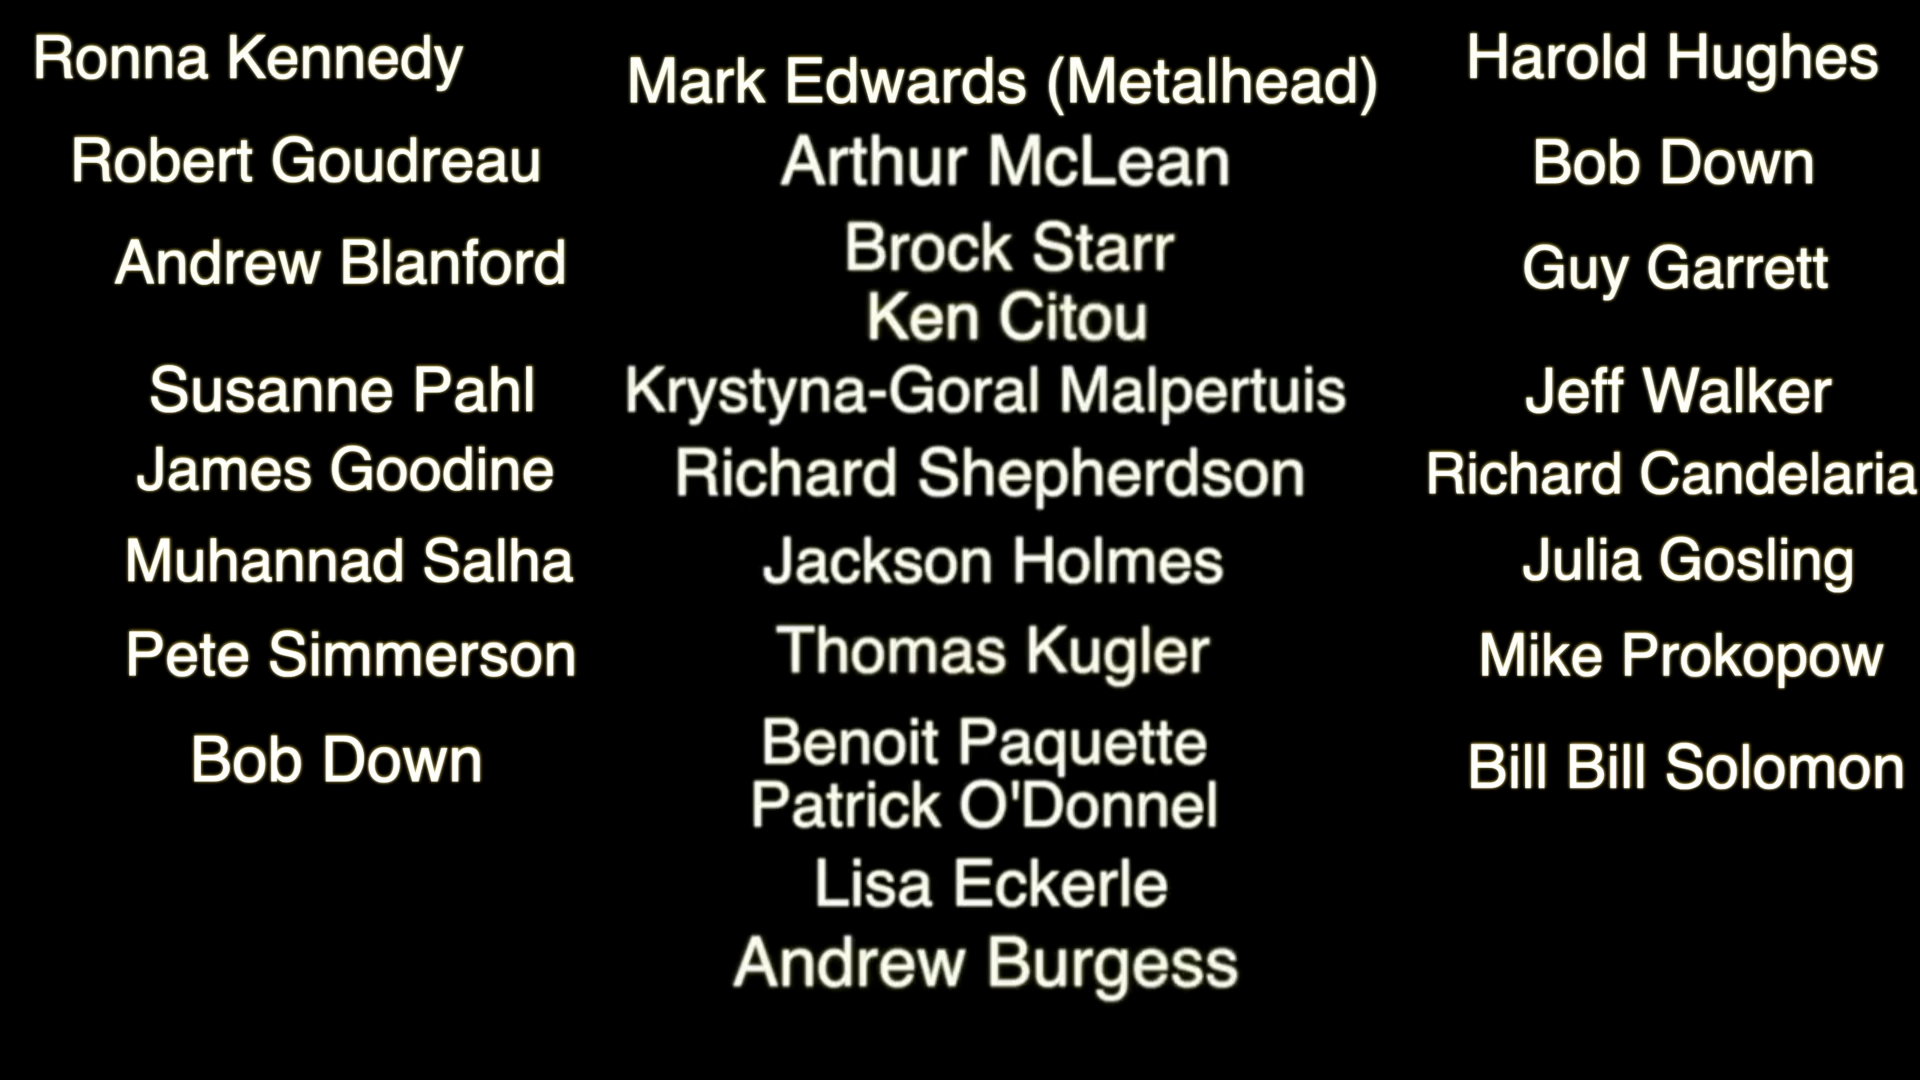 Ronna Kennedy
Robert Goudreau
Andrew Blanford
Susanne Pahl
James Goodine
Muhannad Salha
Pete Simmerson
Bob Down
Mark Edwards (Metalhead)
Arthur McLean
Brock Starr
Ken Citou
Krystyna-Goral Malpertuis
Richard Shepherdson
Jackson Holmes
Thomas Kugler
Benoit Paquette
Patrick O'Donnel
Lisa Eckerle
Andrew Burgess
Harold Hughes
Bob Down
Guy Garrett
Jeff Walker
Richard Candelaria
Julia Gosling
Mike Prokopow
Bill Bill Solomon